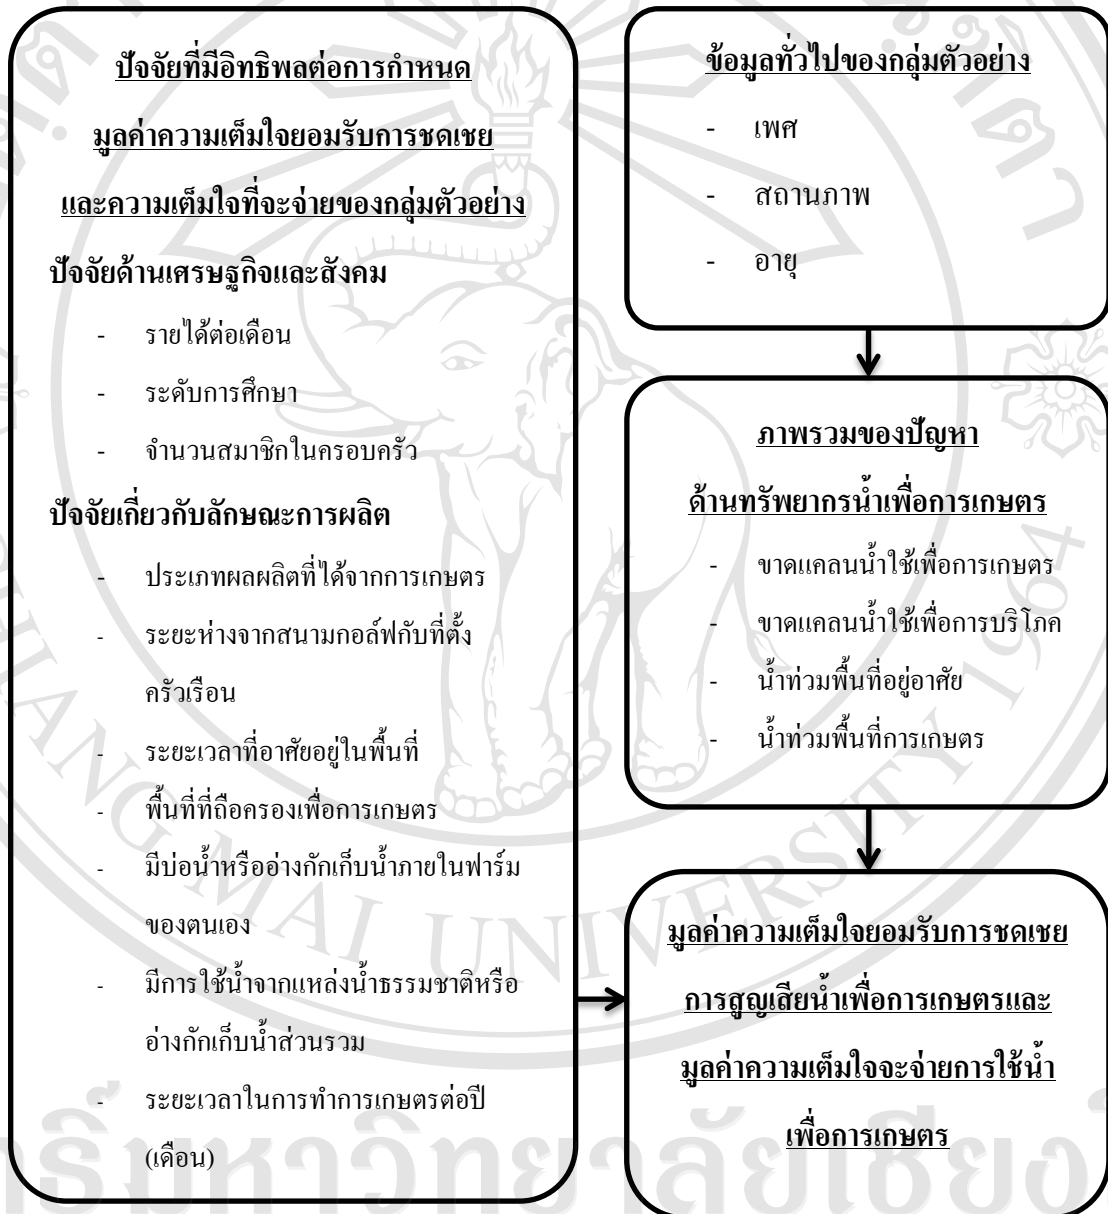 ปัจจัยที่มีอิทธิพลต่อการกำหนด
มูลค่าความเต็มใจยอมรับการชดเชย
และความเต็มใจที่จะจ่ายของกลุ่มตัวอย่าง
ปัจจัยด้านเศรษฐกิจและสังคม
- รายได้ต่อเดือน
- ระดับการศึกษา
- จำนวนสมาชิกในครอบครัว
ปัจจัยเกี่ยวกับลักษณะการผลิต
- ประเภทผลผลิตที่ได้จากการเกษตร
- ระยะห่างจากสนามกอล์ฟกับที่ตั้ง
ครัวเรือน
- ระยะเวลาที่อาศัยอยู่ในพื้นที่
- พื้นที่ที่ถือครองเพื่อการเกษตร
- มีบ่อน้ำหรืออ่างกักเก็บน้ำภายในฟาร์ม
ของตนเอง
- มีการใช้น้ำจากแหล่งน้ำธรรมชาติหรือ
อ่างกักเก็บน้ำส่วนรวม
- ระยะเวลาในการทำการเกษตรต่อปี
(เดือน)
ข้อมูลทั่วไปของกลุ่มตัวอย่าง
- เพศ
- สถานภาพ
- อายุ
ภาพรวมของปัญหา
ด้านทรัพยากรน้ำเพื่อการเกษตร
- ขาดแคลนน้ำใช้เพื่อการเกษตร
- ขาดแคลนน้ำใช้เพื่อการบริโภค
- น้ำท่วมพื้นที่อยู่อาศัย
- น้ำท่วมพื้นที่การเกษตร
มูลค่าความเต็มใจยอมรับการชดเชย
การสูญเสียน้ำเพื่อการเกษตรและ
มูลค่าความเต็มใจจะจ่ายการใช้น้ำ
เพื่อการเกษตร
HIANG MAI UNIVERSITY 1964
ธิ์มหาวิทยาลัยเชียงใ